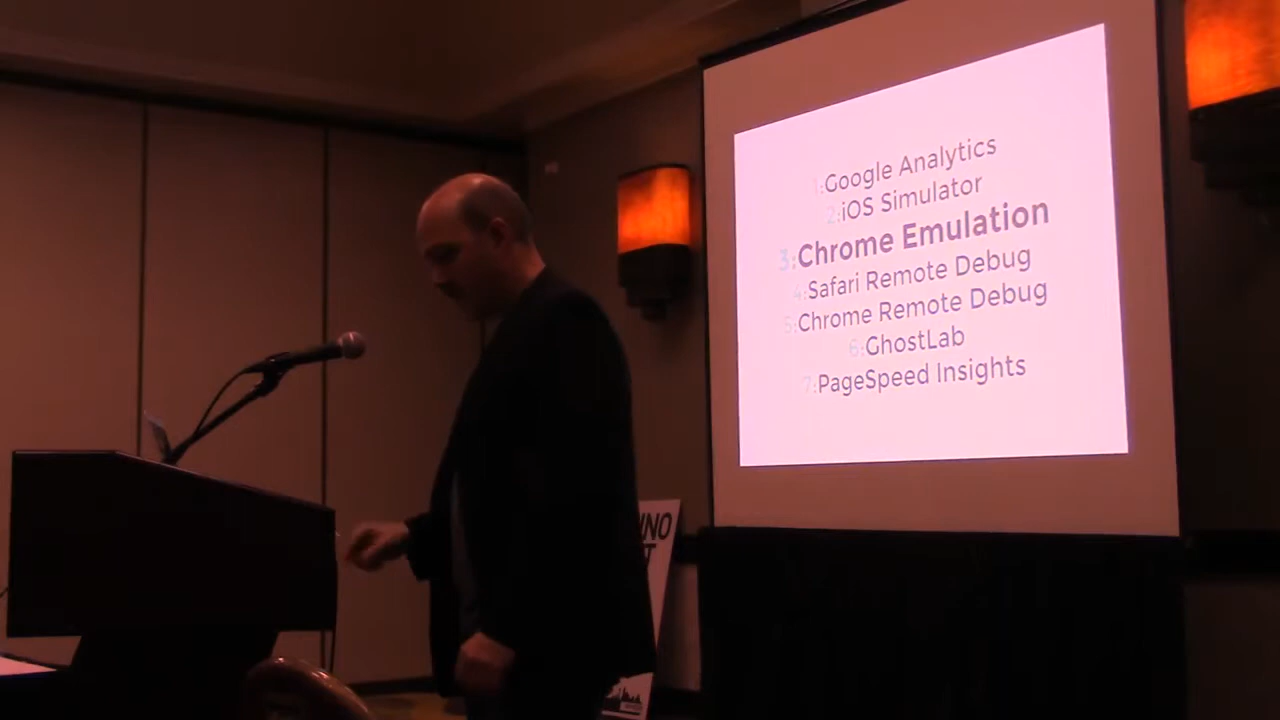 1:Google Analytics
2:iOS Simulator
3:Chrome Emulation
4:Safari Remote Debug
5:Chrome Remote Debug
6:GhostLab
7:PageSpeed Insights